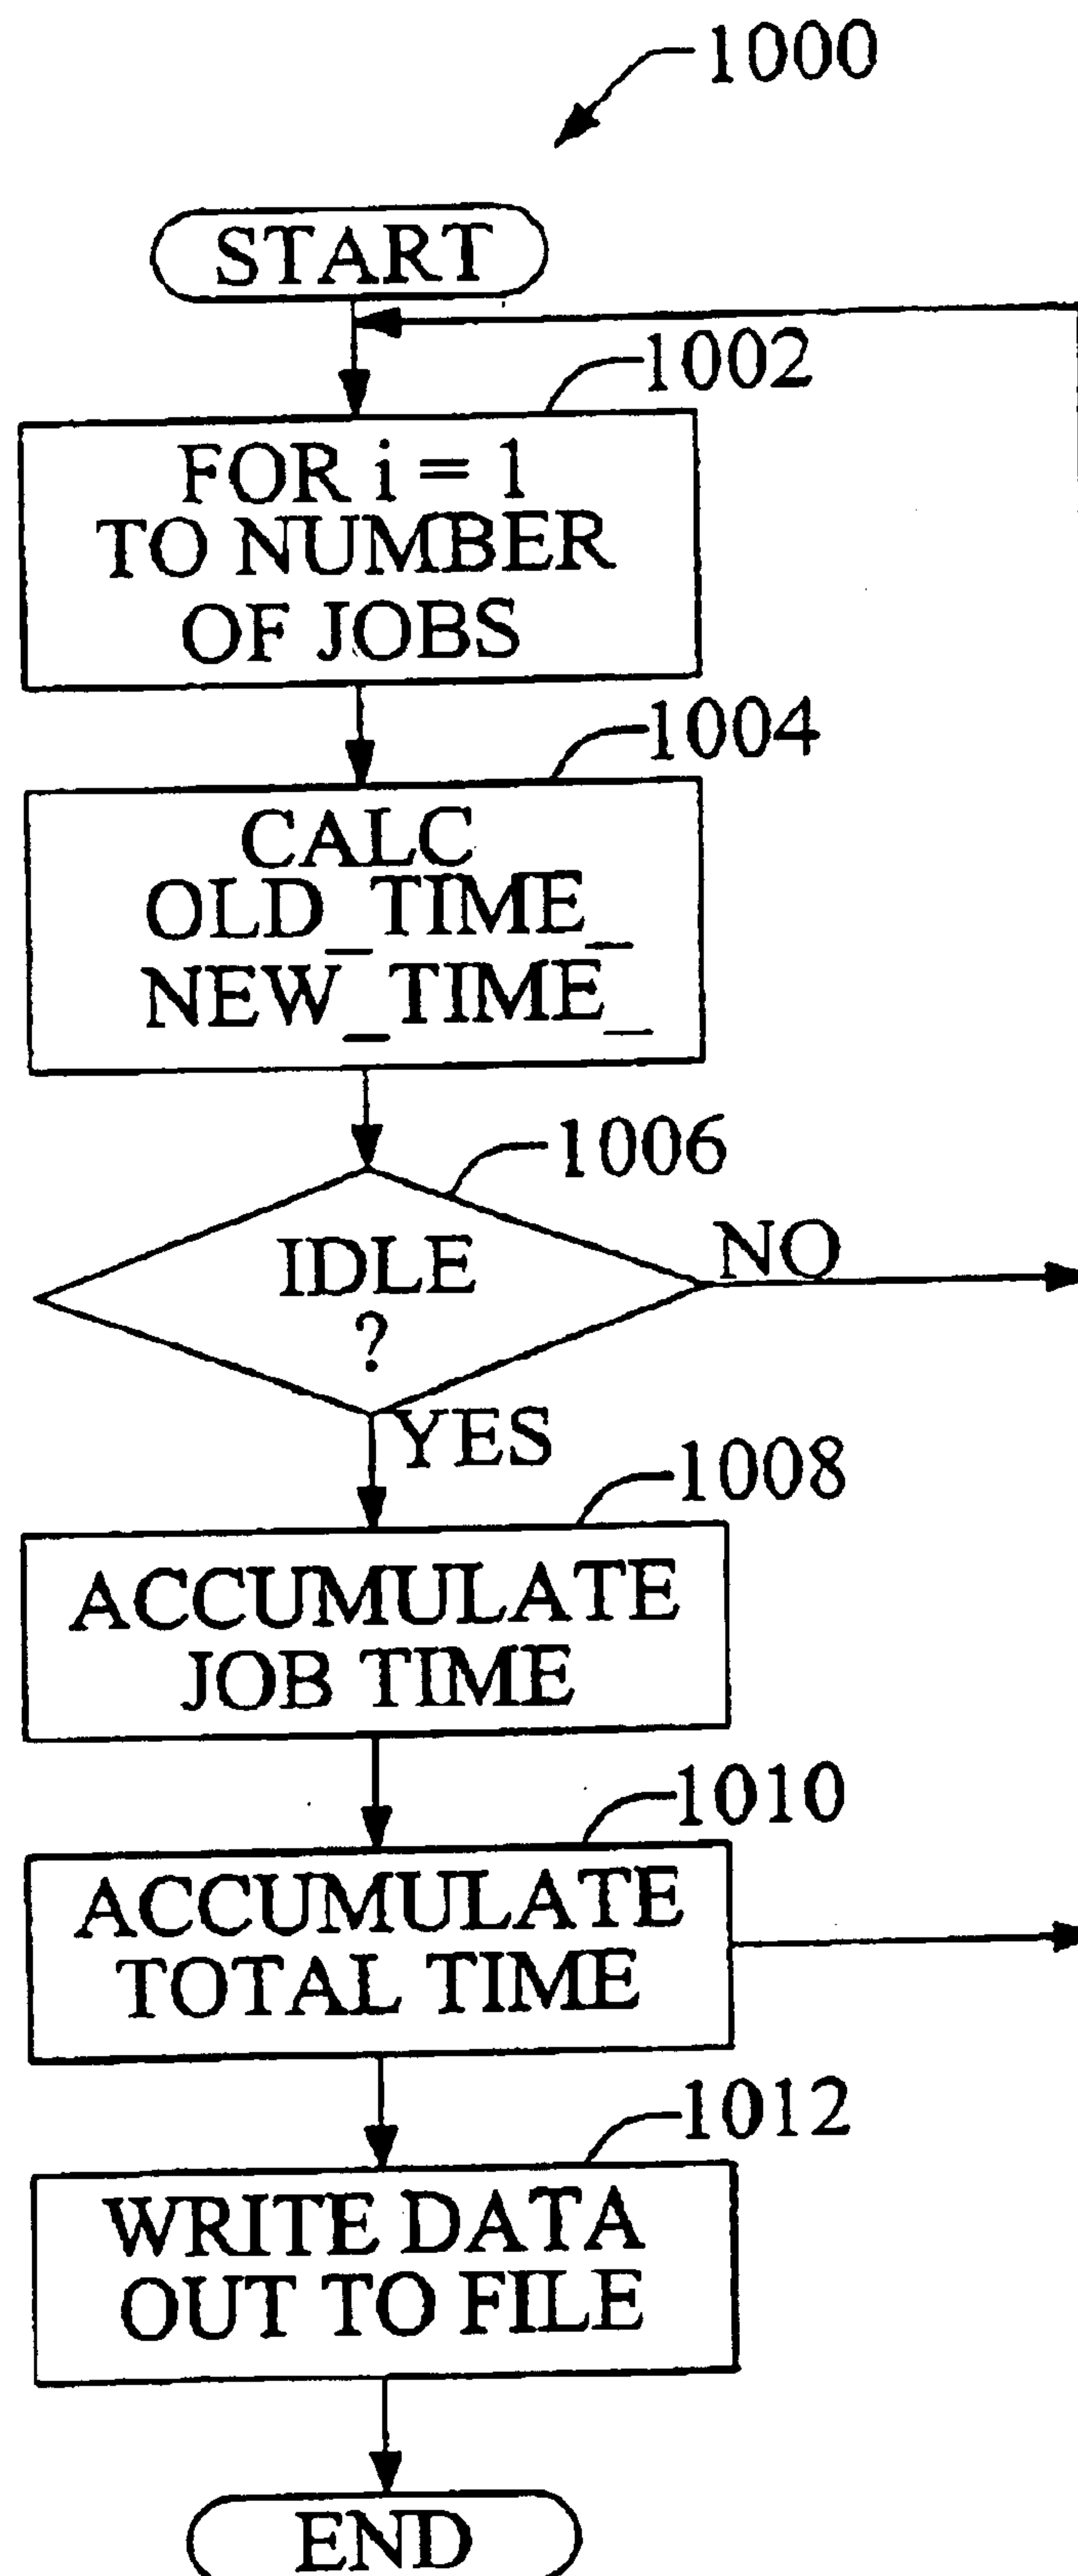 1000
START
1002
FOR i = 1
TO NUMBER
OF JOBS
1004
CALC
OLD_TIME_
NEW_TIME_
1006
IDLE
?
NO
YES
1008
ACCUMULATE
JOB TIME
1010
ACCUMULATE
TOTAL TIME
1012
WRITE DATA
OUT TO FILE
END